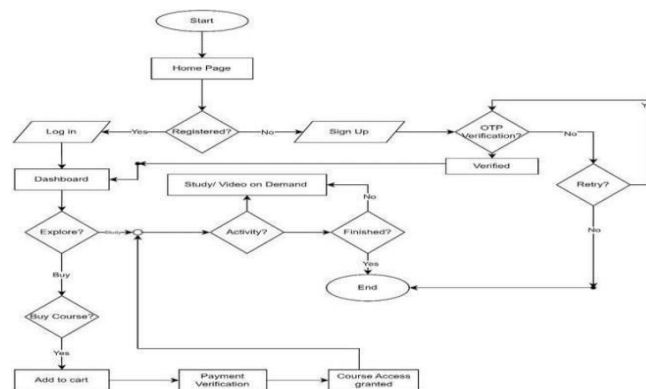 Start
Home Page
Log in
Yes
Registered?
No
Sign Up
OTP
Verification?
No
Y
Dashboard
Verified
Study/ Video on Demand
Retry?
No
Explore?
Study
Activity?
Finished?
No
Yes
Buy
End
Buy Course?
Yes
Add to cart
Payment
Verification
Course Access
granted